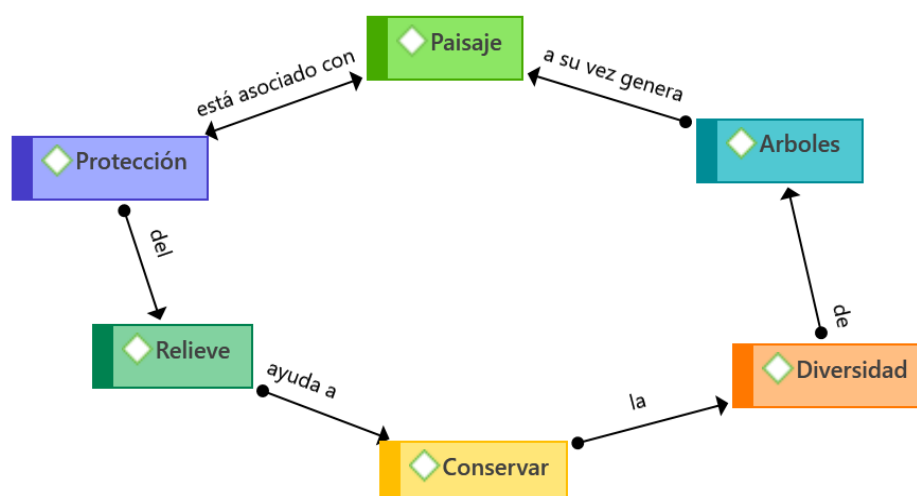 Paisaje
está asociado con
a su vez genera
Protección
Arboles
del
de
Relieve
Diversidad
ayuda a
la
Conservar